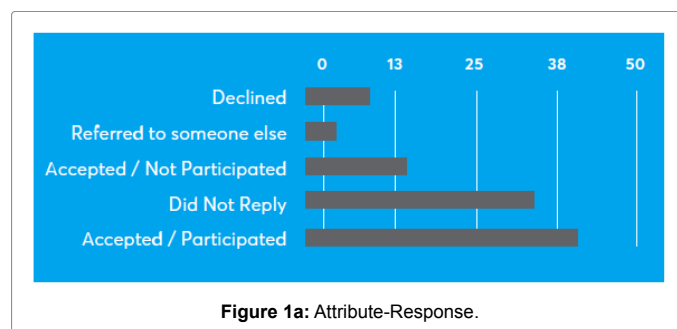 0 13 25 38 50
Declined
Referred to someone else
Accepted / Not Participated
Did Not Reply
Accepted / Participated
Figure 1a: Attribute-Response.